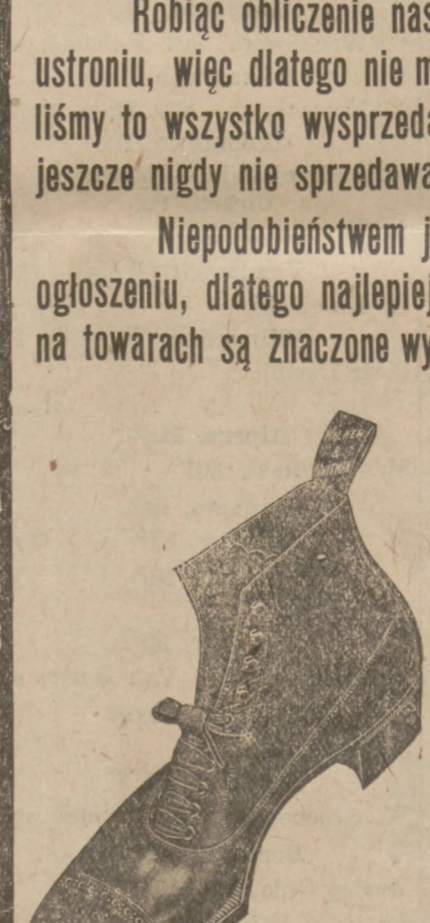 Robiąc obliczenie nas
ustroniu, więc dlatego nie m
liśmy to wszystko wysprzeda
jeszcze nigdy nie sprzedawa
Niepodobieństwem j
ogłoszeniu, dlatego najlepiej
na towarach są znaczone wy